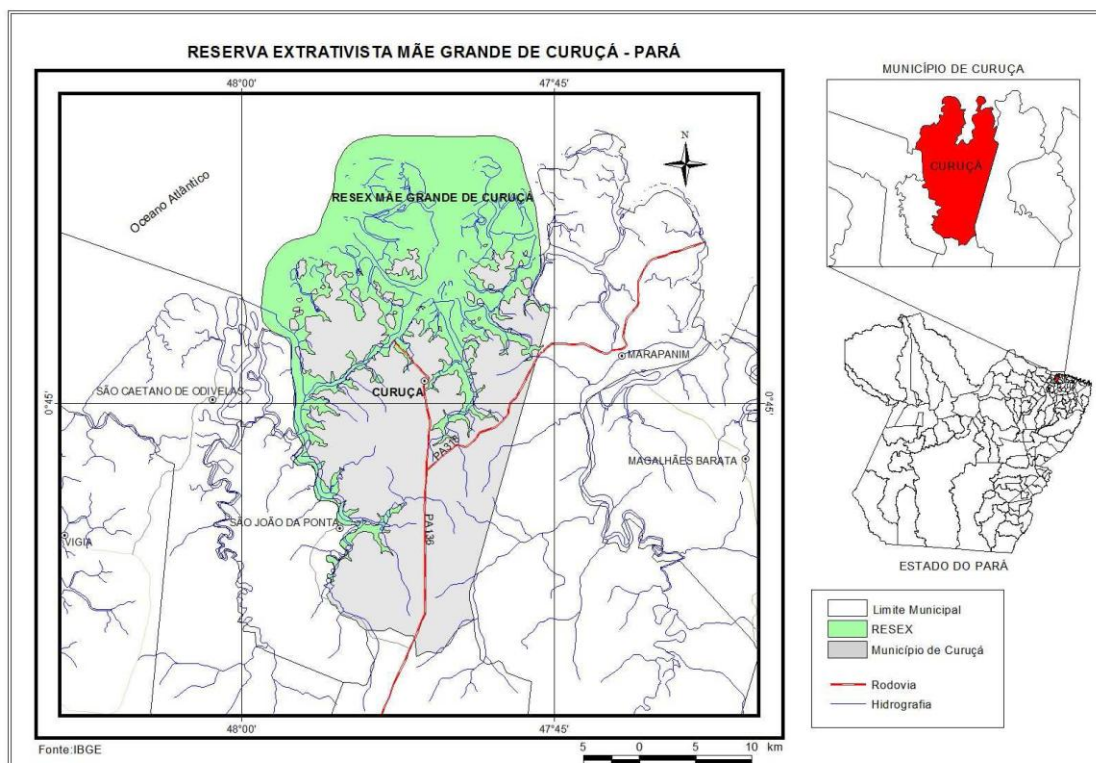 RESERVA EXTRATIVISTA MÃE GRANDE DE CURUÇÁ - PARÁ
48°00'
47°45'
N
Oceano Atlântico
RESEX MÃE GRANDE DE CURUÇÁ
MARAPANIM
SÃO CAETANO DE ODIVELAS
CURUÇA
0°45'
0°45'
PA318
MAGALHÃES BARATA
SÃO JOÃO DA PONTA
VIGIA
PA136
48°00'
47°45'
Fonte:IBGE
5 0 5 10 km
MUNICÍPIO DE CURUÇA
CURUÇÁ
ESTADO DO PARÁ
Limite Municipal
RESEX
Município de Curuçá
Rodovia
Hidrografia